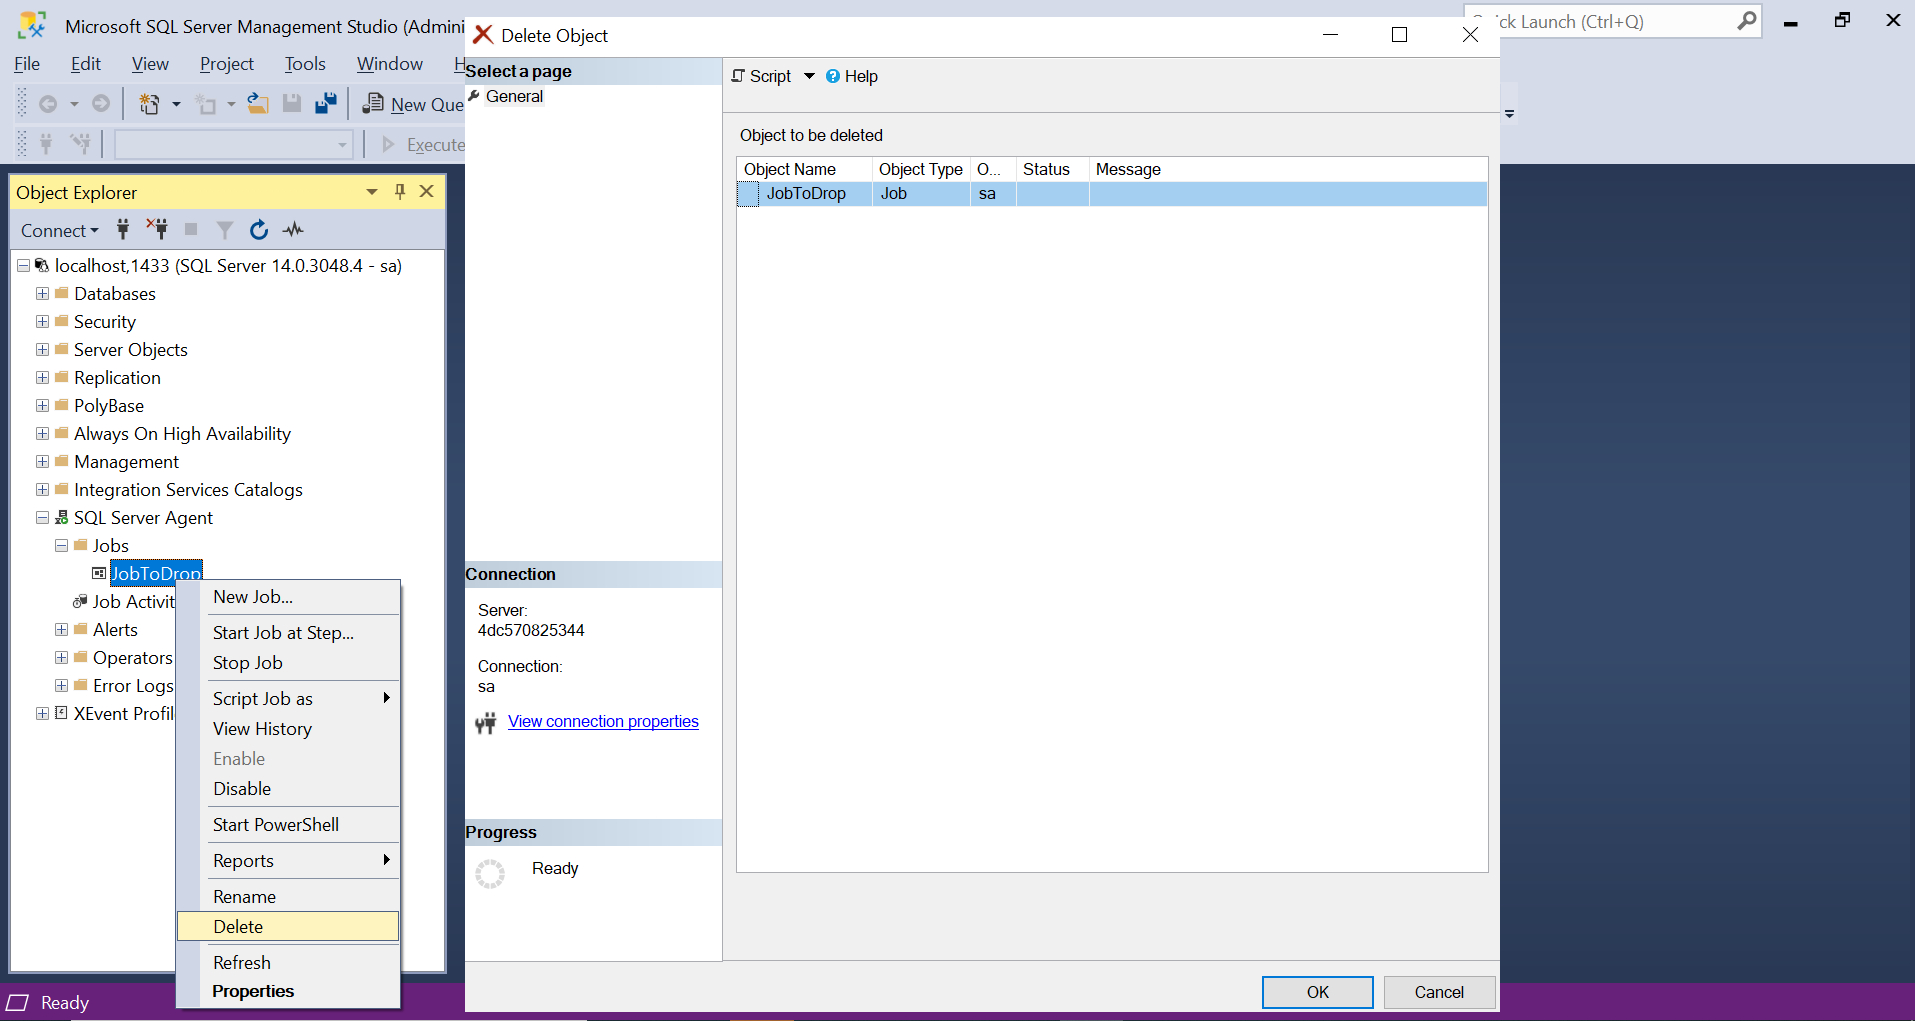 Microsoft SQL Server Management Studio (Admini
File Edit View Project Tools Window H
New Que
Execute
Object Explorer
Connect
localhost,1433 (SQL Server 14.0.3048.4 - sa)
Databases
Security
Server Objects
Replication
PolyBase
Always On High Availability
Management
Integration Services Catalogs
SQL Server Agent
Jobs
JobToDrop
Job Activit
Alerts
Operators
Error Logs
XEvent Profil
New Job...
Start Job at Step...
Stop Job
Script Job as
View History
Enable
Disable
Start PowerShell
Reports
Rename
Delete
Refresh
Properties
Ready
Delete Object
Select a page
General
Connection
Server:
4dc570825344
Connection:
sa
View connection properties
Progress
Ready
Script Help
Object to be deleted
Object Name Object Type O... Status Message
JobToDrop Job sa
OK Cancel
ck Launch (Ctrl+Q)